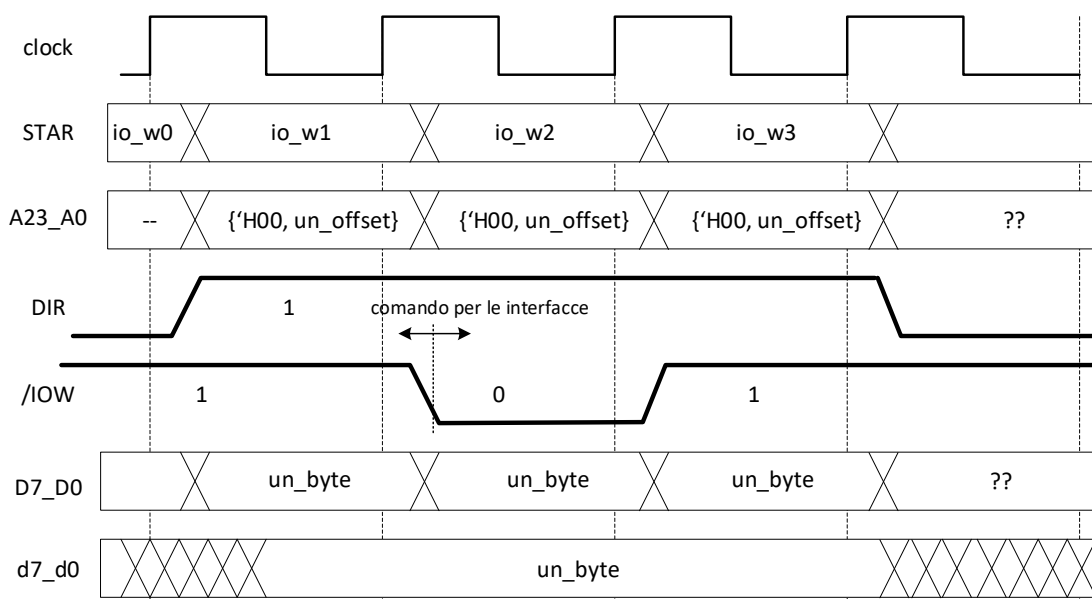 clock
STAR io_w0 io_w1 io_w2 io_w3
A23_A0 -- {‘H00, un_offset} {‘H00, un_offset} {‘H00, un_offset} ??
DIR 1 comando per le interfacce
/IOW 1 0 1
D7_D0 un_byte un_byte un_byte ??
d7_d0 un_byte